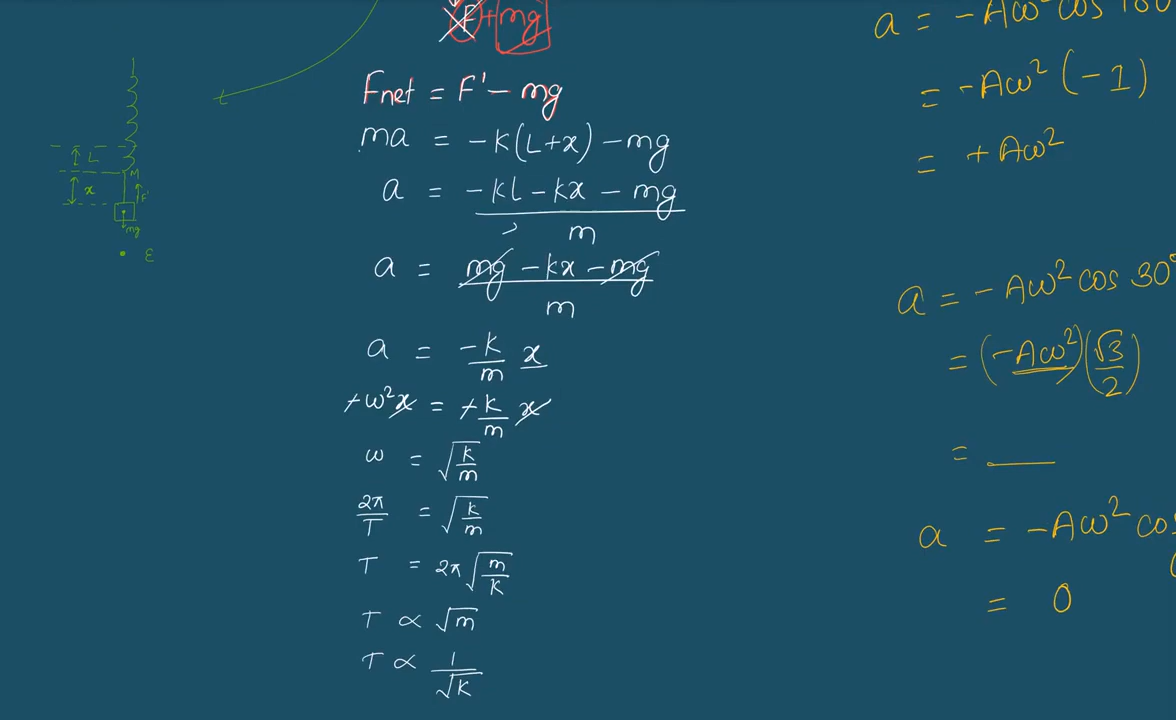 F + mg
Fnet = F' - mg
ma = -K(L+x) - mg
a = -KL - Kx - mg
m
a = mg - Kx - mg
m
a = -K/m x
+ω²x = +K/m x
ω = √K/m
2π/T = √K/m
T = 2π √m/K
T ∝ √m
T ∝ 1/√K
L
M
x
F'
mg
E
a = -Aω² cos 180
= -Aω² (-1)
= +Aω²
a = -Aω² cos 30°
= (-Aω²)(√3/2)
=
a = -Aω² cos
= 0